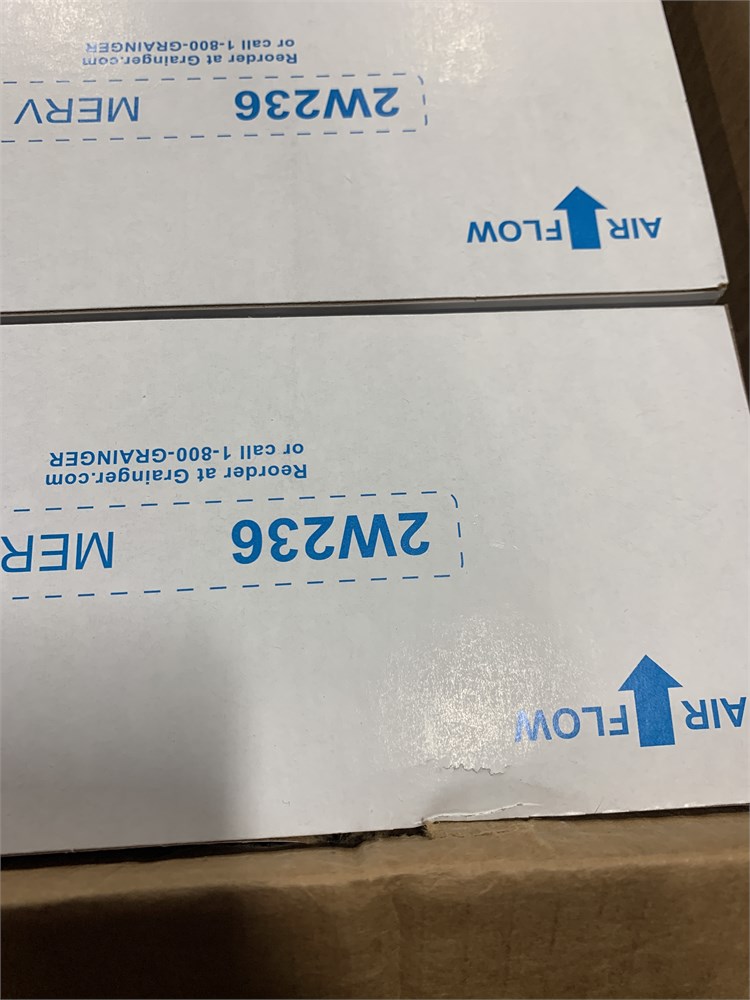 AIR FLOW
2W236 MERV
Reorder at Grainger.com
or call 1-800-GRAINGER
AIR FLOW
2W236 MER
Reorder at Grainger.com
or call 1-800-GRAINGER